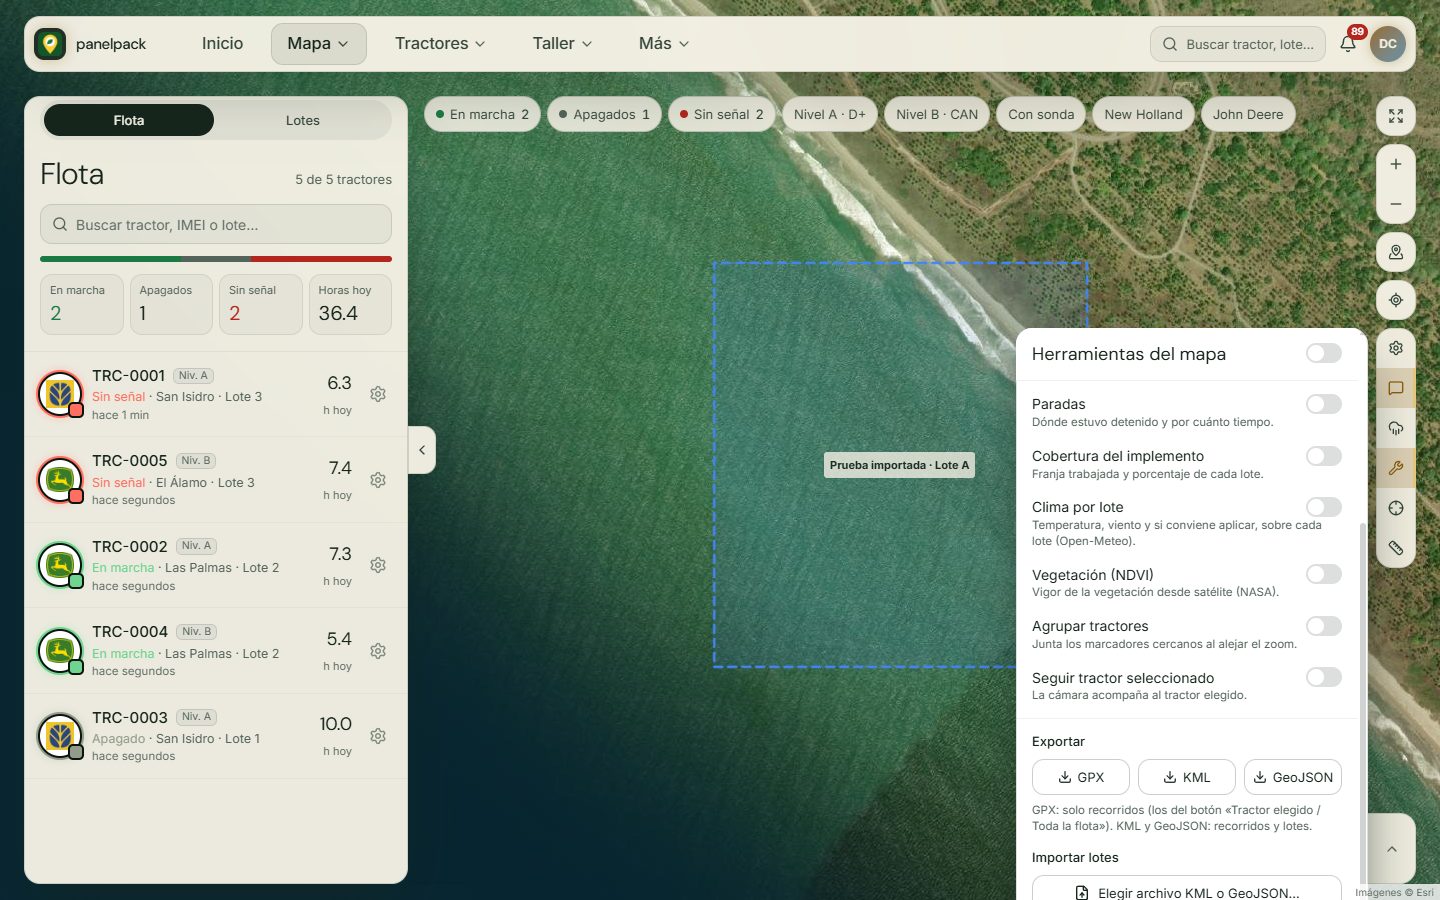 panelpack
Inicio
Mapa
Tractores
Taller
Más
Buscar tractor, lote...
89
DC
Flota
Lotes
Flota
5 de 5 tractores
Buscar tractor, IMEI o lote...
En marcha
2
Apagados
1
Sin señal
2
Horas hoy
36.4
TRC-0001 Niv. A
Sin señal · San Isidro · Lote 3
hace 1 min
6.3
h hoy
TRC-0005 Niv. B
Sin señal · El Álamo · Lote 3
hace segundos
7.4
h hoy
TRC-0002 Niv. A
En marcha · Las Palmas · Lote 2
hace segundos
7.3
h hoy
TRC-0004 Niv. B
En marcha · Las Palmas · Lote 2
hace segundos
5.4
h hoy
TRC-0003 Niv. A
Apagado · San Isidro · Lote 1
hace segundos
10.0
h hoy
En marcha 2
Apagados 1
Sin señal 2
Nivel A · D+
Nivel B · CAN
Con sonda
New Holland
John Deere
Prueba importada · Lote A
Herramientas del mapa
Paradas
Dónde estuvo detenido y por cuánto tiempo.
Cobertura del implemento
Franja trabajada y porcentaje de cada lote.
Clima por lote
Temperatura, viento y si conviene aplicar, sobre cada
lote (Open-Meteo).
Vegetación (NDVI)
Vigor de la vegetación desde satélite (NASA).
Agrupar tractores
Junta los marcadores cercanos al alejar el zoom.
Seguir tractor seleccionado
La cámara acompaña al tractor elegido.
Exportar
GPX
KML
GeoJSON
GPX: solo recorridos (los del botón «Tractor elegido /
Toda la flota»). KML y GeoJSON: recorridos y lotes.
Importar lotes
Elegir archivo KML o GeoJSON...
Imágenes © Esri